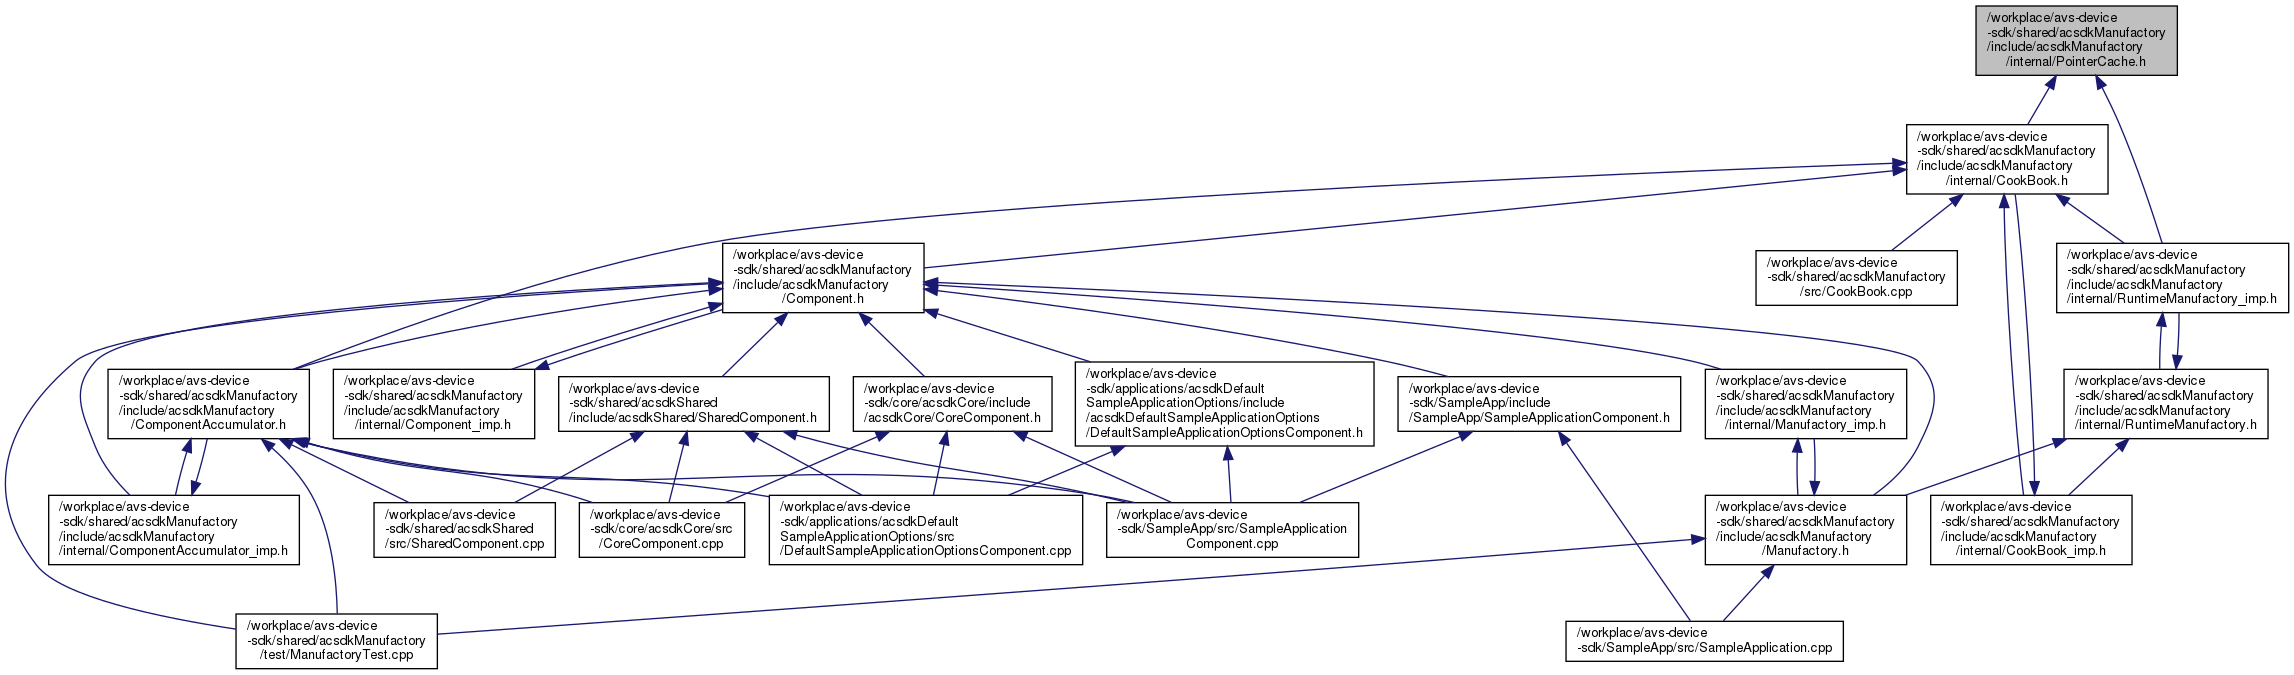 /workplace/avs-device
-sdk/shared/acsdkManufactory
/include/acsdkManufactory
/internal/PointerCache.h
/workplace/avs-device
-sdk/shared/acsdkManufactory
/include/acsdkManufactory
/internal/CookBook.h
/workplace/avs-device
-sdk/shared/acsdkManufactory
/include/acsdkManufactory
/Component.h
/workplace/avs-device
-sdk/shared/acsdkManufactory
/src/CookBook.cpp
/workplace/avs-device
-sdk/shared/acsdkManufactory
/include/acsdkManufactory
/internal/RuntimeManufactory_imp.h
/workplace/avs-device
-sdk/shared/acsdkManufactory
/include/acsdkManufactory
/ComponentAccumulator.h
/workplace/avs-device
-sdk/shared/acsdkManufactory
/include/acsdkManufactory
/internal/Component_imp.h
/workplace/avs-device
-sdk/shared/acsdkShared
/include/acsdkShared/SharedComponent.h
/workplace/avs-device
-sdk/core/acsdkCore/include
/acsdkCore/CoreComponent.h
/workplace/avs-device
-sdk/applications/acsdkDefault
SampleApplicationOptions/include
/acsdkDefaultSampleApplicationOptions
/DefaultSampleApplicationOptionsComponent.h
/workplace/avs-device
-sdk/SampleApp/include
/SampleApp/SampleApplicationComponent.h
/workplace/avs-device
-sdk/shared/acsdkManufactory
/include/acsdkManufactory
/internal/Manufactory_imp.h
/workplace/avs-device
-sdk/shared/acsdkManufactory
/include/acsdkManufactory
/internal/RuntimeManufactory.h
/workplace/avs-device
-sdk/shared/acsdkManufactory
/include/acsdkManufactory
/internal/ComponentAccumulator_imp.h
/workplace/avs-device
-sdk/shared/acsdkShared
/src/SharedComponent.cpp
/workplace/avs-device
-sdk/core/acsdkCore/src
/CoreComponent.cpp
/workplace/avs-device
-sdk/applications/acsdkDefault
SampleApplicationOptions/src
/DefaultSampleApplicationOptionsComponent.cpp
/workplace/avs-device
-sdk/SampleApp/src/SampleApplication
Component.cpp
/workplace/avs-device
-sdk/shared/acsdkManufactory
/include/acsdkManufactory
/Manufactory.h
/workplace/avs-device
-sdk/shared/acsdkManufactory
/include/acsdkManufactory
/internal/CookBook_imp.h
/workplace/avs-device
-sdk/shared/acsdkManufactory
/test/ManufactoryTest.cpp
/workplace/avs-device
-sdk/SampleApp/src/SampleApplication.cpp